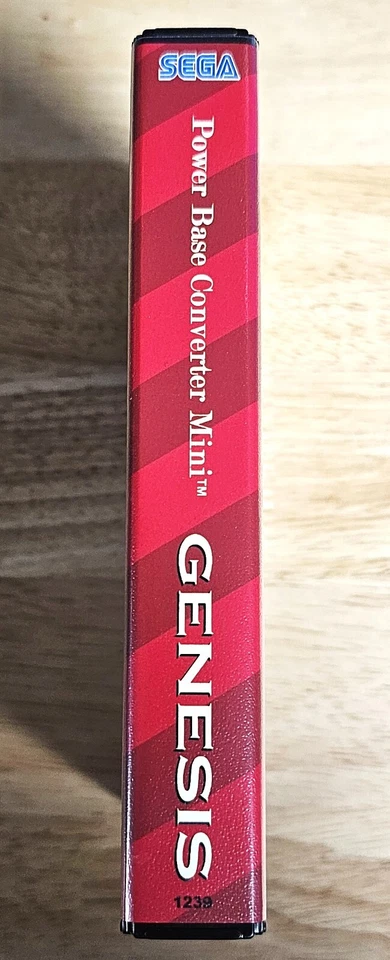 SEGA
Power Base Converter Mini™
GENESIS
1239